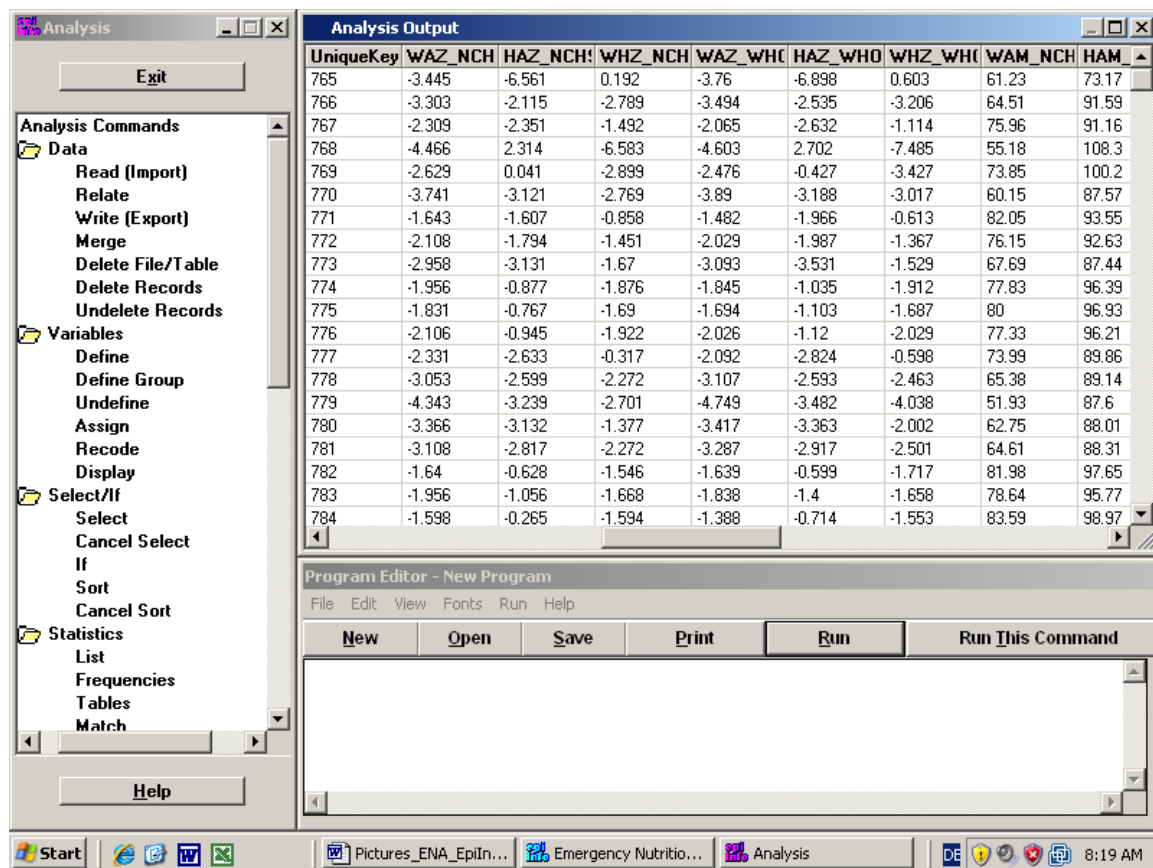 Analysis
Exit
Analysis Commands
Data
Read (Import)
Relate
Write (Export)
Merge
Delete File/Table
Delete Records
Undelete Records
Variables
Define
Define Group
Undefine
Assign
Recode
Display
Select/If
Select
Cancel Select
If
Sort
Cancel Sort
Statistics
List
Frequencies
Tables
Match
Help
Analysis Output
UniqueKey WAZ_NCH HAZ_NCHS WHZ_NCH WAZ_WHO HAZ_WHO WHZ_WHO WAM_NCH HAM_
765 -3.445 -6.561 0.192 -3.76 -6.898 0.603 61.23 73.17
766 -3.303 -2.115 -2.789 -3.494 -2.535 -3.206 64.51 91.59
767 -2.309 -2.351 -1.492 -2.065 -2.632 -1.114 75.96 91.16
768 -4.466 2.314 -6.583 -4.603 2.702 -7.485 55.18 108.3
769 -2.629 0.041 -2.899 -2.476 -0.427 -3.427 73.85 100.2
770 -3.741 -3.121 -2.769 -3.89 -3.188 -3.017 60.15 87.57
771 -1.643 -1.607 -0.858 -1.482 -1.966 -0.613 82.05 93.55
772 -2.108 -1.794 -1.451 -2.029 -1.987 -1.367 76.15 92.63
773 -2.958 -3.131 -1.67 -3.093 -3.531 -1.529 67.69 87.44
774 -1.956 -0.877 -1.876 -1.845 -1.035 -1.912 77.83 96.39
775 -1.831 -0.767 -1.69 -1.694 -1.103 -1.687 80 96.93
776 -2.106 -0.945 -1.922 -2.026 -1.12 -2.029 77.33 96.21
777 -2.331 -2.633 -0.317 -2.092 -2.824 -0.598 73.99 89.86
778 -3.053 -2.599 -2.272 -3.107 -2.593 -2.463 65.38 89.14
779 -4.343 -3.239 -2.701 -4.749 -3.482 -4.038 51.93 87.6
780 -3.366 -3.132 -1.377 -3.417 -3.363 -2.002 62.75 88.01
781 -3.108 -2.817 -2.272 -3.287 -2.917 -2.501 64.61 88.31
782 -1.64 -0.628 -1.546 -1.639 -0.599 -1.717 81.98 97.65
783 -1.956 -1.056 -1.668 -1.838 -1.4 -1.658 78.64 95.77
784 -1.598 -0.265 -1.594 -1.388 -0.714 -1.553 83.59 98.97
Program Editor - New Program
File Edit View Fonts Run Help
New Open Save Print Run Run This Command
Start Pictures_ENA_EpiIn... Emergency Nutritio... Analysis DE 8:19 AM